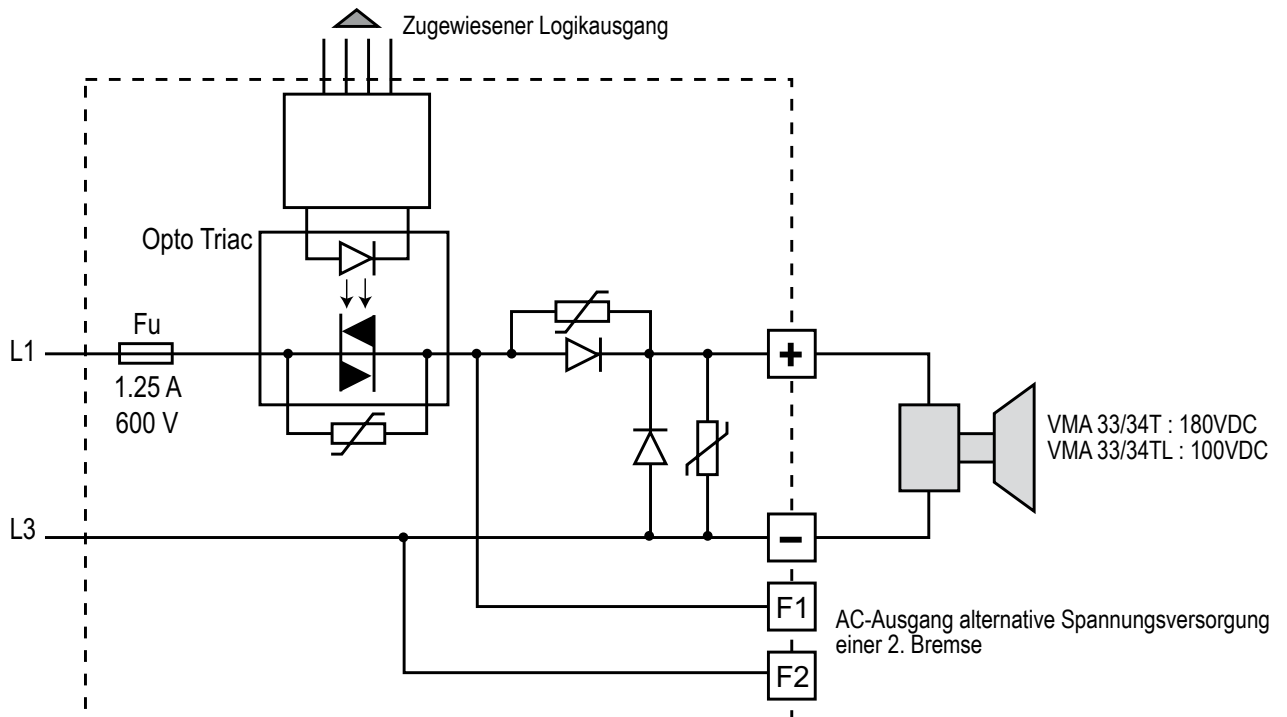 Zugewiesener Logikausgang
Opto Triac
Fu
L1
1.25 A
600 V
+
VMA 33/34T : 180VDC
VMA 33/34TL : 100VDC
L3
−
F1
AC-Ausgang alternative Spannungsversorgung
einer 2. Bremse
F2